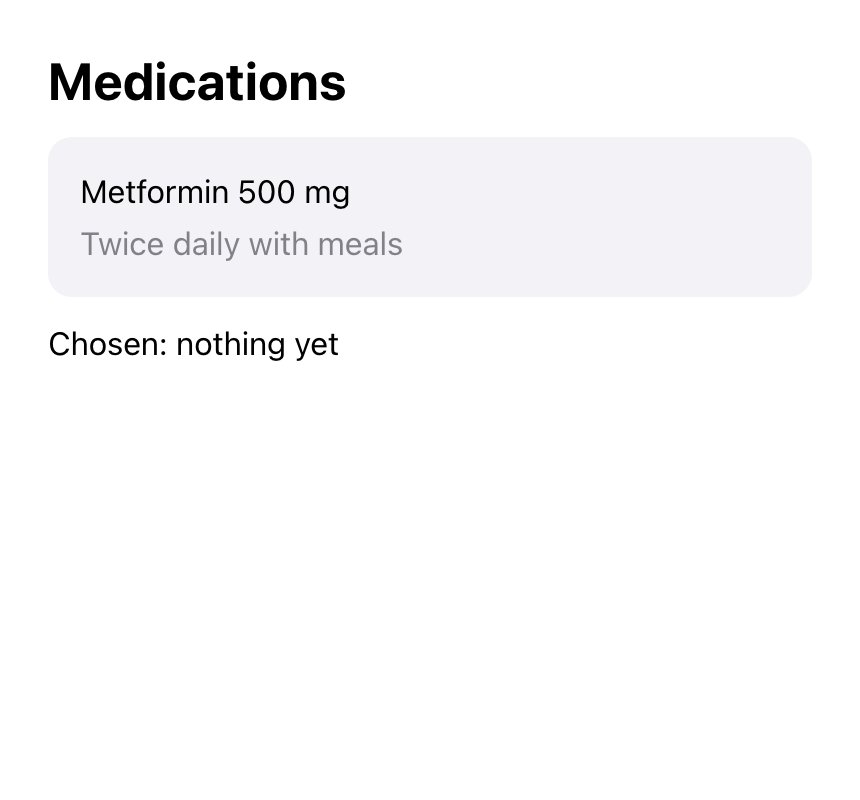 Medications
Metformin 500 mg
Twice daily with meals
Chosen: nothing yet